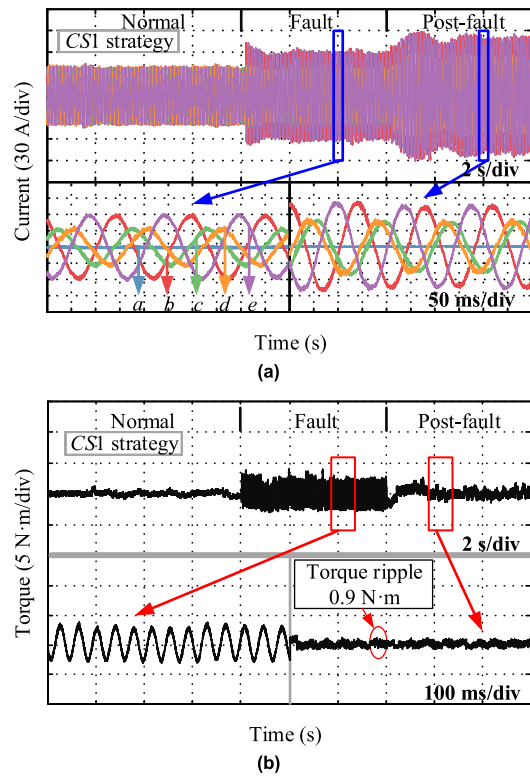 Normal Fault Post-fault
CS1 strategy
Current (30 A/div)
2 s/div
a b c d e
50 ms/div
Time (s)
(a)
Normal Fault Post-fault
CS1 strategy
Torque (5 N·m/div)
2 s/div
Torque ripple
0.9 N·m
100 ms/div
Time (s)
(b)